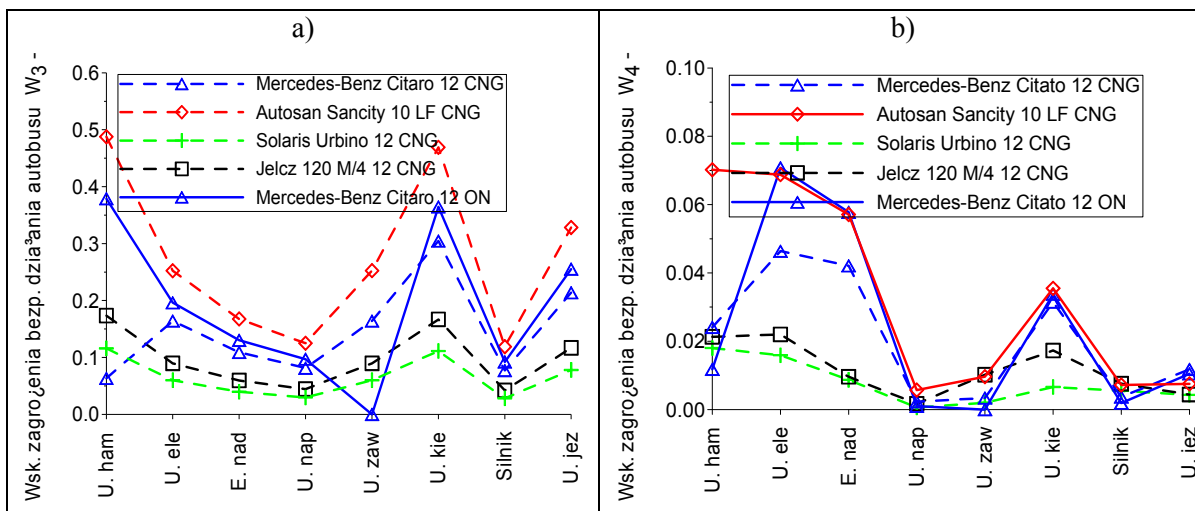 a)
Wsk. zagro¿enia bezp. dzia³ania autobusu W3 -
0.6
0.5
0.4
0.3
0.2
0.1
0.0
Mercedes-Benz Citaro 12 CNG
Autosan Sancity 10 LF CNG
Solaris Urbino 12 CNG
Jelcz 120 M/4 12 CNG
Mercedes-Benz Citaro 12 ON
U. ham
U. ele
E. nad
U. nap
U. zaw
U. kie
Silnik
U. jez
b)
Wsk. zagro¿enia bezp. dzia³ania autobusu W4 -
0.10
0.08
0.06
0.04
0.02
0.00
Mercedes-Benz Citato 12 CNG
Autosan Sancity 10 LF CNG
Solaris Urbino 12 CNG
Jelcz 120 M/4 12 CNG
Mercedes-Benz Citato 12 ON
U. ham
U. ele
E. nad
U. nap
U. zaw
U. kie
Silnik
U. jez